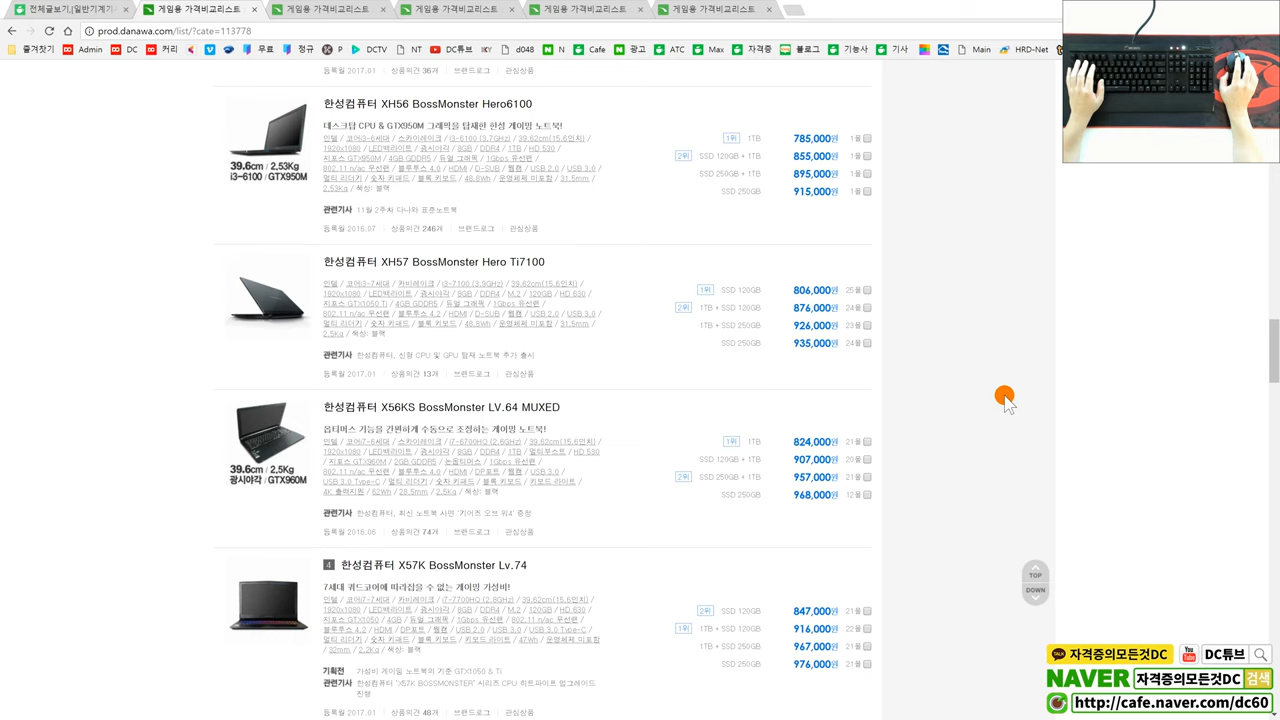 전체글보기,(일반기계기
게임용 가격비교리스트
게임용 가격비교리스트
게임용 가격비교리스트
게임용 가격비교리스트
게임용 가격비교리스트
prod.danawa.com/list/?cate=113778
즐겨찾기 Admin DC 커리 무료 정규 P DCTV NT DC튜브 IKY d048 N Cafe 광고 ATC Max 자격증 블로그 기능사 기사 Main HRD-Net
등록월 2017.01 상품의견 36개 브랜드로그 관심상품
한성컴퓨터 XH56 BossMonster Hero6100
데스크탑 CPU & GTX950M 그래픽을 탑재한 한성 게이밍 노트북!
인텔 / 코어i3-6세대 / 스카이레이크 / i3-6100 (3.7GHz) / 39.62cm(15.6인치) /
1920x1080 / LED백라이트 / 광시야각 / 8GB / DDR4 / 1TB / HD 530 /
지포스 GTX950M / 4GB GDDR5 / 듀얼 그래픽 / 1Gbps 유선랜 /
802.11 n/ac 무선랜 / 블루투스 4.0 / HDMI / D-SUB / 웹캠 / USB 2.0 / USB 3.0 /
멀티 리더기 / 숫자 키패드 / 블록 키보드 / 48.8Wh / 운영체제 미포함 / 31.5mm /
2.53Kg / 색상: 블랙
39.6cm / 2,53Kg
i3-6100 / GTX950M
1위 1TB 785,000원 1몰
2위 SSD 120GB + 1TB 855,000원 1몰
SSD 250GB + 1TB 895,000원 1몰
SSD 250GB 915,000원 1몰
관련기사 11월 2주차 다나와 표준노트북
등록월 2016.07 상품의견 246개 브랜드로그 관심상품
한성컴퓨터 XH57 BossMonster Hero Ti7100
인텔 / 코어i3-7세대 / 카비레이크 / i3-7100 (3.9GHz) / 39.62cm(15.6인치) /
1920x1080 / LED백라이트 / 광시야각 / 8GB / DDR4 / M.2 / 120GB / HD 630 /
지포스 GTX1050 Ti / 4GB GDDR5 / 듀얼 그래픽 / 1Gbps 유선랜 /
802.11 n/ac 무선랜 / 블루투스 4.2 / HDMI / D-SUB / 웹캠 / USB 2.0 / USB 3.0 /
멀티 리더기 / 숫자 키패드 / 블록 키보드 / 48.8Wh / 운영체제 미포함 / 31.5mm /
2.5Kg / 색상: 블랙
1위 SSD 120GB 806,000원 25몰
2위 1TB + SSD 120GB 876,000원 24몰
1TB + SSD 250GB 926,000원 23몰
SSD 250GB 935,000원 24몰
관련기사 한성컴퓨터, 신형 CPU 및 GPU 탑재 노트북 추가 출시
등록월 2017.01 상품의견 13개 브랜드로그 관심상품
한성컴퓨터 X56KS BossMonster LV.64 MUXED
옵티머스 기능을 간편하게 수동으로 조정하는 게이밍 노트북!
인텔 / 코어i7-6세대 / 스카이레이크 / i7-6700HQ (2.6GHz) / 39.62cm(15.6인치) /
1920x1080 / LED백라이트 / 광시야각 / 8GB / DDR4 / 1TB / 멀티부스트 / HD 530
/ 지포스 GTX960M / 2GB GDDR5 / 논옵티머스 / 1Gbps 유선랜 /
802.11 n/ac 무선랜 / 블루투스 4.0 / HDMI / DP포트 / 웹캠 / USB 3.0 /
USB 3.0 Type-C / 멀티 리더기 / 숫자 키패드 / 블록 키보드 / 키보드 라이트 /
4K 출력지원 / 62Wh / 28.5mm / 2.5Kg / 색상: 블랙
39.6cm / 2,5Kg
광시야각 / GTX960M
1위 1TB 824,000원 21몰
SSD 120GB + 1TB 907,000원 20몰
2위 SSD 250GB + 1TB 957,000원 21몰
SSD 250GB 968,000원 12몰
관련기사 한성컴퓨터, 최신 노트북 사면 '기어즈 오브 워4' 증정
등록월 2016.06 상품의견 74개 브랜드로그 관심상품
4 한성컴퓨터 X57K BossMonster Lv.74
7세대 쿼드코어에 따라잡을 수 없는 게이밍 가성비!
인텔 / 코어i7-7세대 / 카비레이크 / i7-7700HQ (2.8GHz) / 39.62cm(15.6인치) /
1920x1080 / LED백라이트 / 광시야각 / 8GB / DDR4 / M.2 / 120GB / HD 630 /
지포스 GTX1050 / 4GB / 듀얼 그래픽 / 1Gbps 유선랜 / 802.11 n/ac 무선랜 /
블루투스 4.2 / HDMI / DP포트 / 웹캠 / USB 2.0 / USB 3.0 / USB 3.0 Type-C /
멀티 리더기 / 숫자 키패드 / 블록 키보드 / 키보드 라이트 / 47Wh / 운영체제 미포함
/ 32mm / 2.2Kg / 색상: 블랙
2위 SSD 120GB 847,000원 21몰
1위 1TB + SSD 120GB 916,000원 22몰
1TB + SSD 250GB 967,000원 21몰
SSD 250GB 976,000원 21몰
기획전 가성비 게이밍 노트북의 기준 GTX1050 & Ti
관련기사 한성컴퓨터 "X57K BOSSMONSTER" 시리즈 CPU 하트파이트 업그레이드
진행
등록월 2017.01 상품의견 48개 브랜드로그 관심상품
TOP
DOWN
TALK 자격증의모든것DC You Tube DC튜브
NAVER 자격증의모든것DC 검색
http://cafe.naver.com/dc60